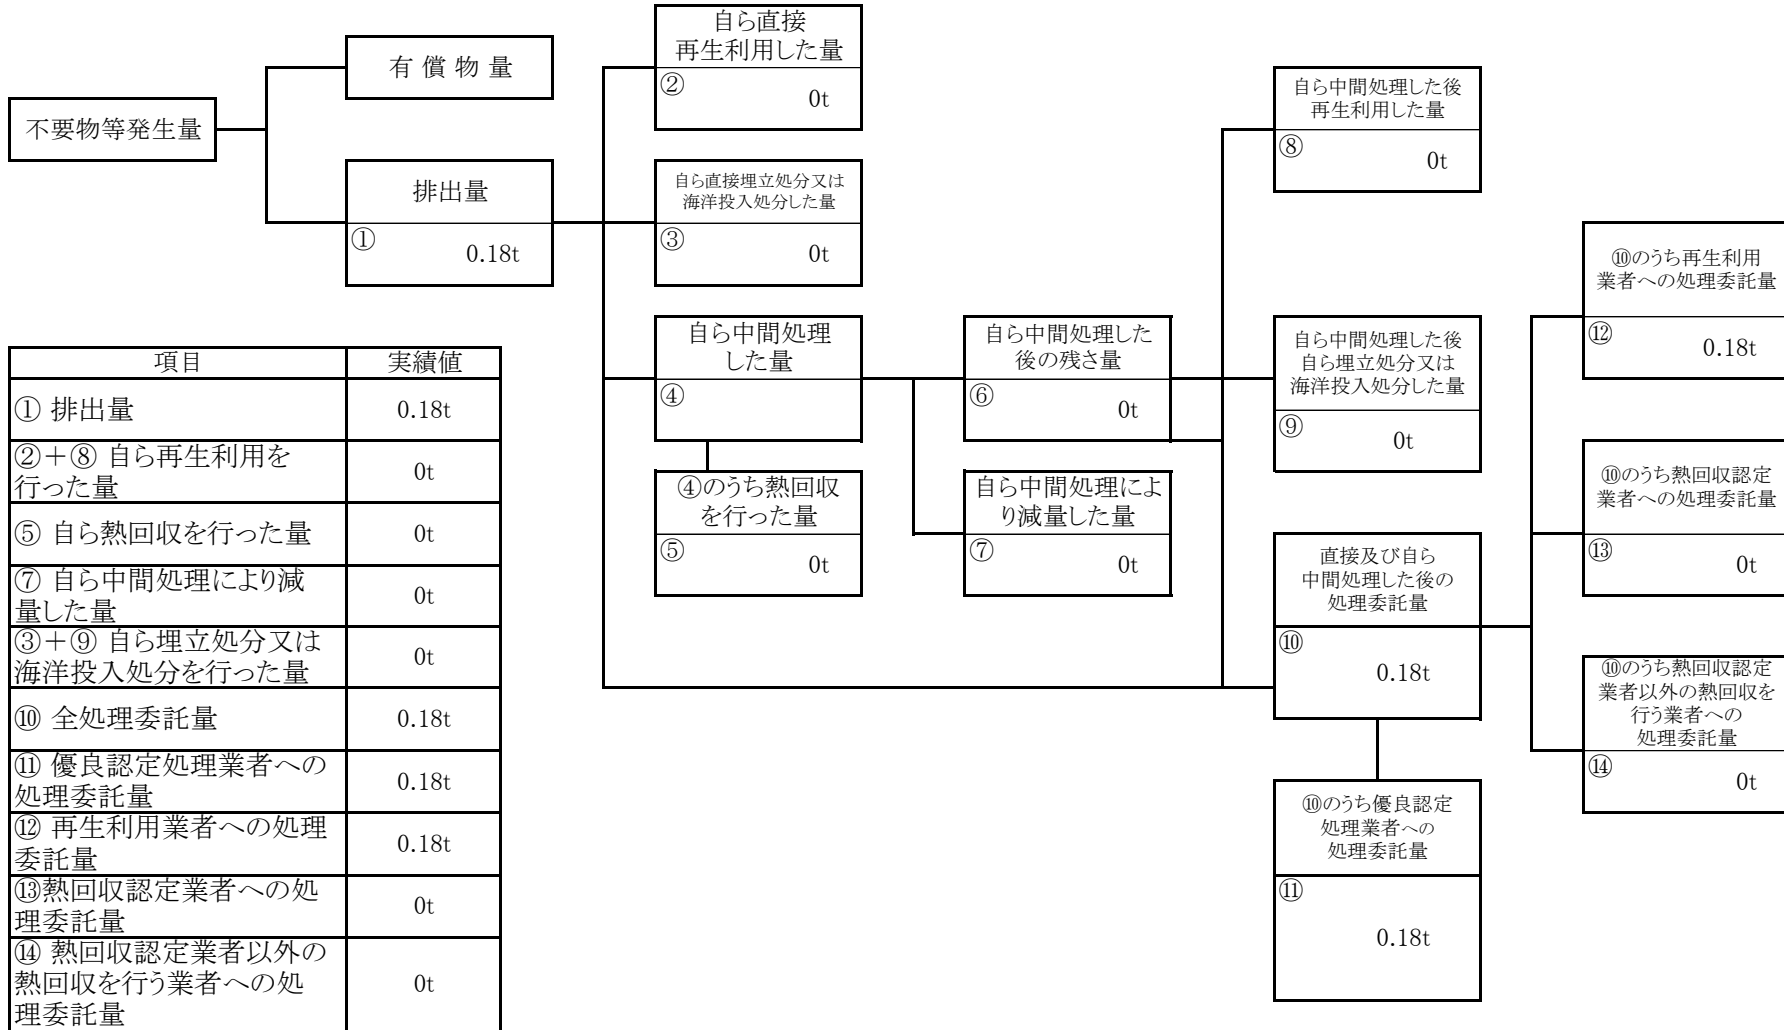 自ら直接
再生利用した量
②
0t
有 償 物 量
不要物等発生量
排出量
①
0.18t
自ら直接埋立処分又は
海洋投入処分した量
③
0t
自ら中間処理した後
再生利用した量
⑧
0t
⑩のうち再生利用
業者への処理委託量
⑫
0.18t
自ら中間処理
した量
④
自ら中間処理した
後の残さ量
⑥
0t
自ら中間処理した後
自ら埋立処分又は
海洋投入処分した量
⑨
0t
④のうち熱回収
を行った量
⑤
0t
自ら中間処理によ
り減量した量
⑦
0t
⑩のうち熱回収認定
業者への処理委託量
⑬
0t
直接及び自ら
中間処理した後の
処理委託量
⑩
0.18t
⑩のうち熱回収認定
業者以外の熱回収を
行う業者への
処理委託量
⑭
0t
⑩のうち優良認定
処理業者への
処理委託量
⑪
0.18t
項目 実績値
① 排出量 0.18t
②＋⑧ 自ら再生利用を
行った量 0t
⑤ 自ら熱回収を行った量 0t
⑦ 自ら中間処理により減
量した量 0t
③＋⑨ 自ら埋立処分又は
海洋投入処分を行った量 0t
⑩ 全処理委託量 0.18t
⑪ 優良認定処理業者への
処理委託量 0.18t
⑫ 再生利用業者への処理
委託量 0.18t
⑬熱回収認定業者への処
理委託量 0t
⑭ 熱回収認定業者以外の
熱回収を行う業者への処
理委託量 0t